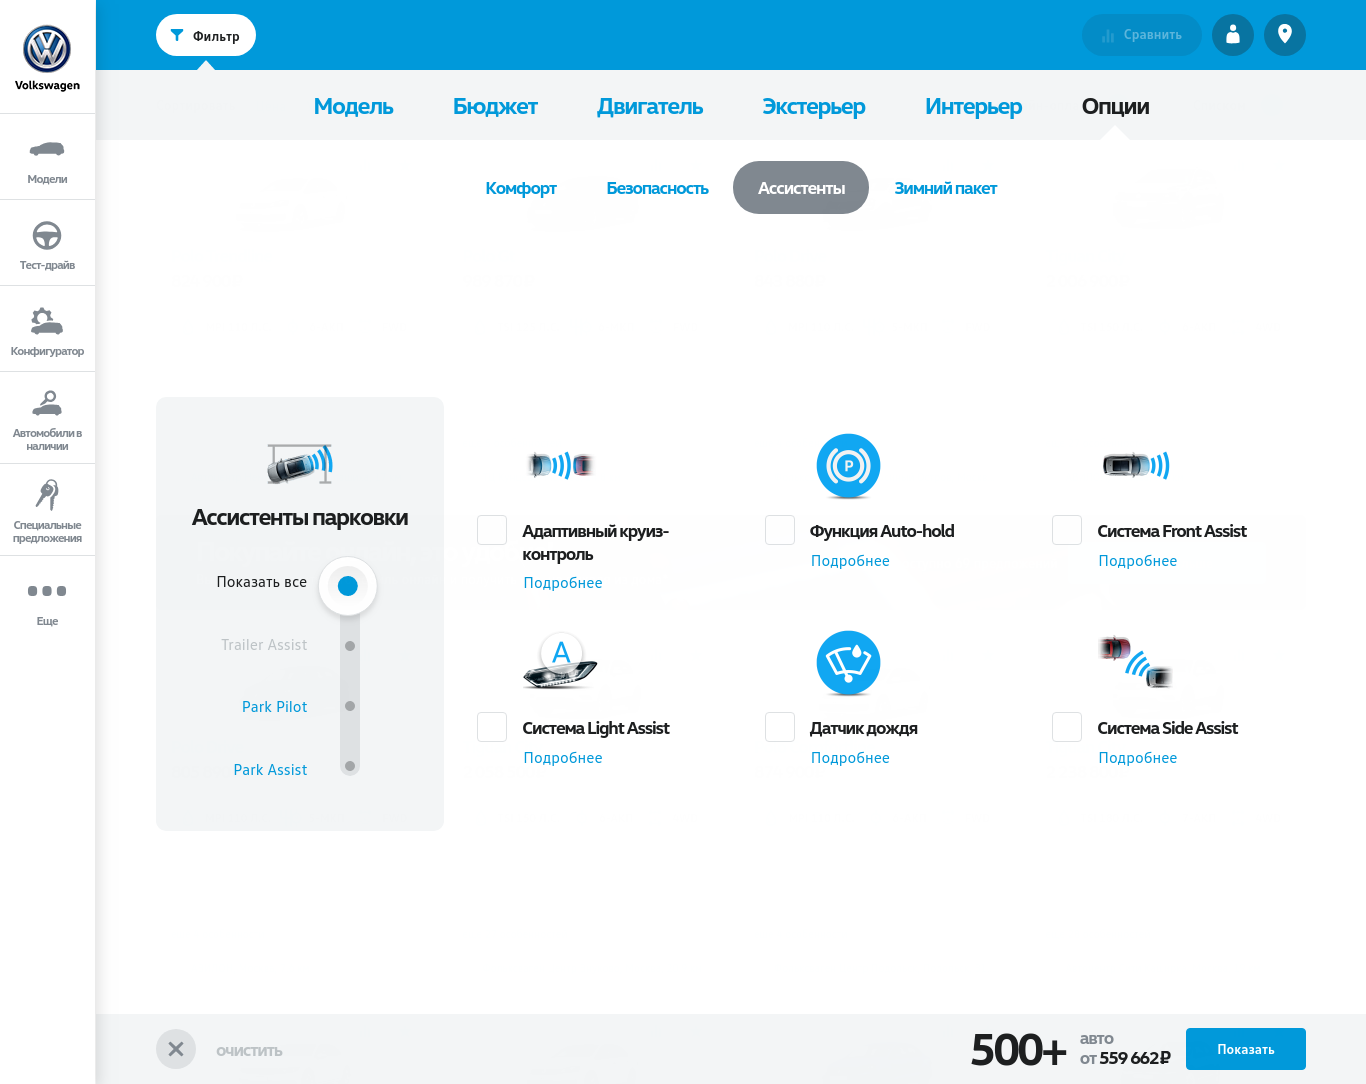 Фильтр
Сравнить
Volkswagen
Модель
Бюджет
Двигатель
Экстерьер
Интерьер
Опции
Модели
Комфорт
Безопасность
Ассистенты
Зимний пакет
Тест-драйв
Конфигуратор
Автомобили в
наличии
Специальные
предложения
Еще
Ассистенты парковки
Показать все
Trailer Assist
Park Pilot
Park Assist
P
Адаптивный круиз-
контроль
Подробнее
Функция Auto-hold
Подробнее
Система Front Assist
Подробнее
A
Система Light Assist
Подробнее
Датчик дождя
Подробнее
Система Side Assist
Подробнее
очистить
500+
авто
от 559 662₽
Показать